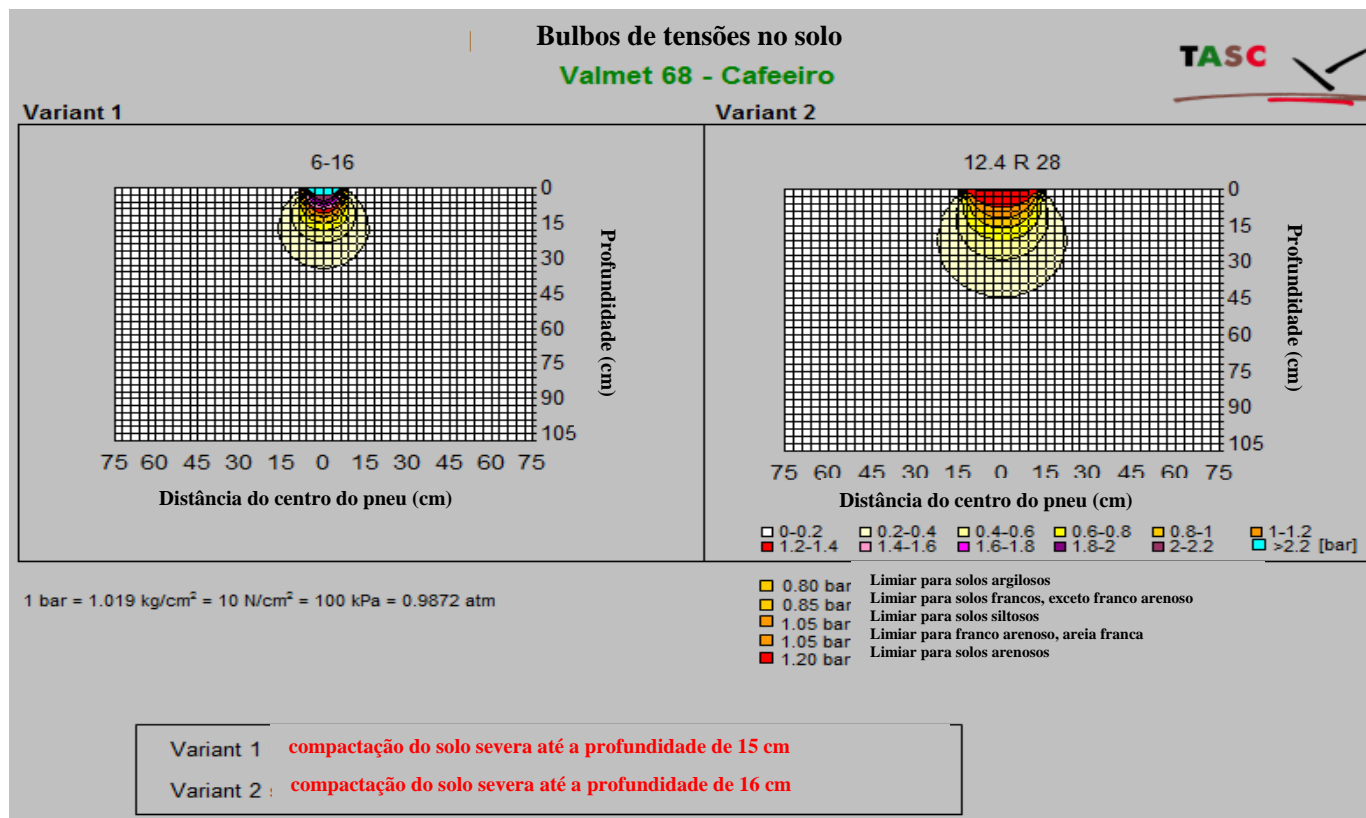 Bulbos de tensões no solo
Valmet 68 - Cafeeiro
TASC
Variant 1
6-16
0
15
30
45
60
75
90
105
Profundidade (cm)
75 60 45 30 15 0 15 30 45 60 75
Distância do centro do pneu (cm)
Variant 2
12.4 R 28
0
15
30
45
60
75
90
105
Profundidade (cm)
75 60 45 30 15 0 15 30 45 60 75
Distância do centro do pneu (cm)
0-0.2 0.2-0.4 0.4-0.6 0.6-0.8 0.8-1 1-1.2
1.2-1.4 1.4-1.6 1.6-1.8 1.8-2 2-2.2 >2.2 [bar]
1 bar = 1.019 kg/cm² = 10 N/cm² = 100 kPa = 0.9872 atm
0.80 bar Limiar para solos argilosos
0.85 bar Limiar para solos francos, exceto franco arenoso
1.05 bar Limiar para solos siltosos
1.05 bar Limiar para franco arenoso, areia franca
1.20 bar Limiar para solos arenosos
Variant 1 compactação do solo severa até a profundidade de 15 cm
Variant 2 compactação do solo severa até a profundidade de 16 cm